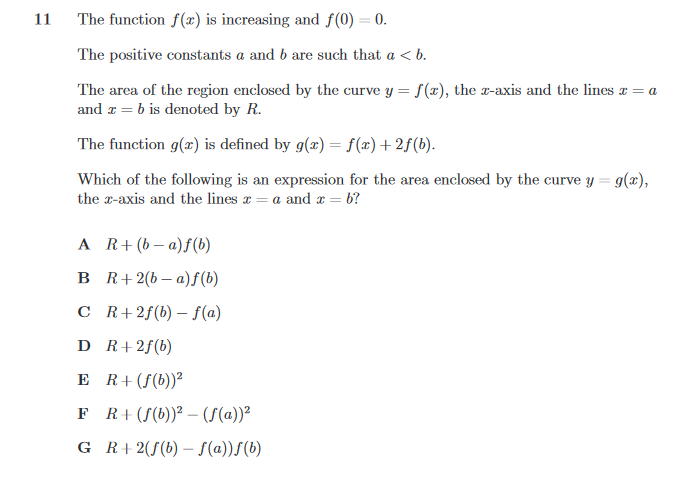 11 The function f(x) is increasing and f(0) = 0.
The positive constants a and b are such that a < b.
The area of the region enclosed by the curve y = f(x), the x-axis and the lines x = a
and x = b is denoted by R.
The function g(x) is defined by g(x) = f(x) + 2f(b).
Which of the following is an expression for the area enclosed by the curve y = g(x),
the x-axis and the lines x = a and x = b?
A R + (b − a)f(b)
B R + 2(b − a)f(b)
C R + 2f(b) − f(a)
D R + 2f(b)
E R + (f(b))²
F R + (f(b))² − (f(a))²
G R + 2(f(b) − f(a))f(b)